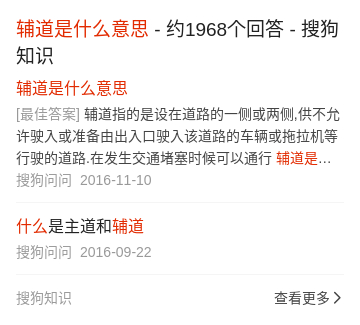 辅道是什么意思 - 约1968个回答 - 搜狗
知识
辅道是什么意思
[最佳答案] 辅道指的是设在道路的一侧或两侧,供不允
许驶入或准备由出入口驶入该道路的车辆或拖拉机等
行驶的道路.在发生交通堵塞时候可以通行 辅道是…
搜狗问问 2016-11-10
什么是主道和辅道
搜狗问问 2016-09-22
搜狗知识 查看更多